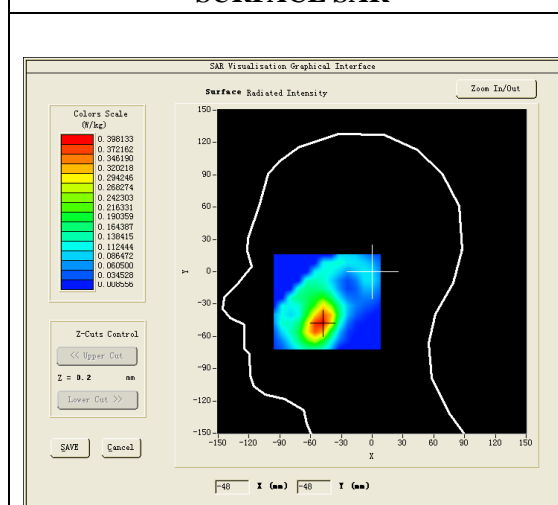 SURFACE SAR
SAR Visualisation Graphical Interface
Surface Radiated Intensity
Zoom In/Out
Colors Scale
(W/kg)
0.398133
0.372162
0.346190
0.320218
0.294246
0.268274
0.242303
0.216331
0.190359
0.164387
0.138415
0.112444
0.086472
0.060500
0.034528
0.008556
Z-Cuts Control
<< Upper Cut
Z = 0.2 mm
Lower Cut >>
SAVE Cancel
150
120
90
60
30
Y 0
-30
-60
-90
-120
-150
-150 -120 -90 -60 -30 0 30 60 90 120 150
X
-48 X (mm) -48 Y (mm)